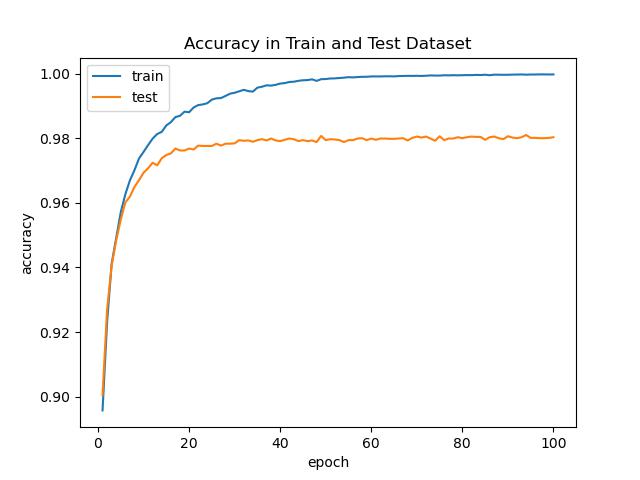 Accuracy in Train and Test Dataset
train
test
1.00
0.98
0.96
0.94
0.92
0.90
accuracy
0 20 40 60 80 100
epoch